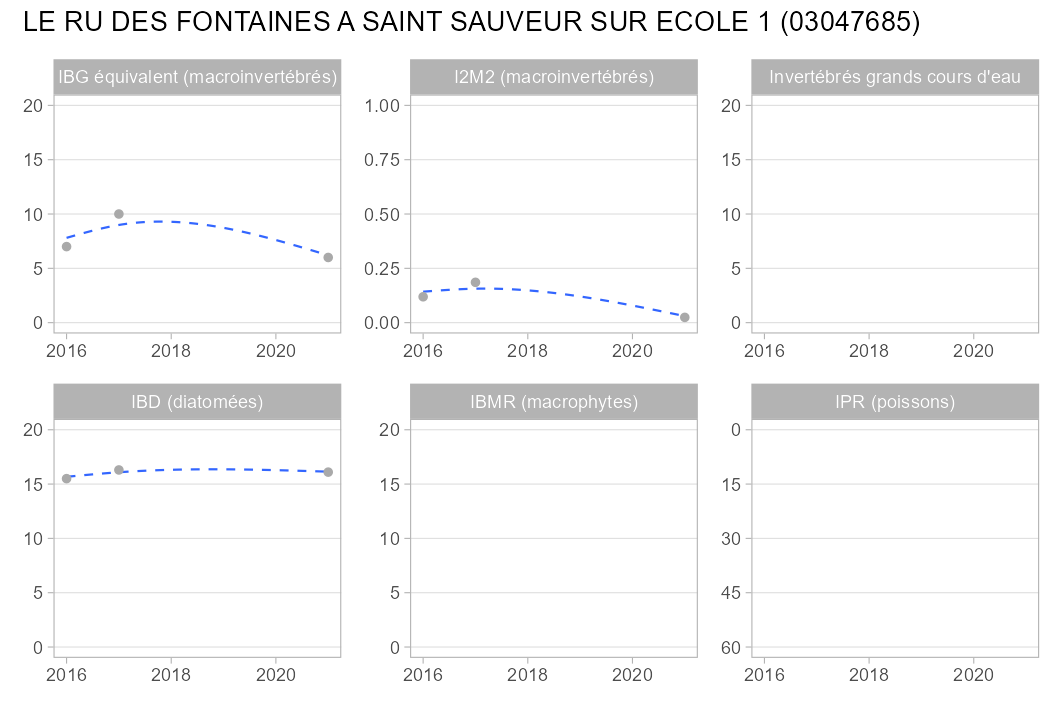 LE RU DES FONTAINES A SAINT SAUVEUR SUR ECOLE 1 (03047685)
IBG équivalent (macroinvertébrés)
20
15
10
5
0
2016 2018 2020
I2M2 (macroinvertébrés)
1.00
0.75
0.50
0.25
0.00
2016 2018 2020
Invertébrés grands cours d'eau
20
15
10
5
0
2016 2018 2020
IBD (diatomées)
20
15
10
5
0
2016 2018 2020
IBMR (macrophytes)
20
15
10
5
0
2016 2018 2020
IPR (poissons)
0
15
30
45
60
2016 2018 2020